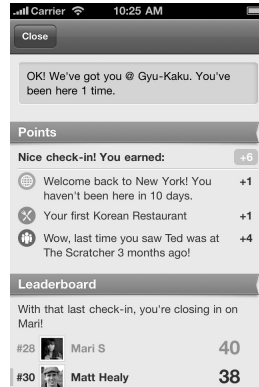 Carrier 10:25 AM
Close
OK! We've got you @ Gyu-Kaku. You've
been here 1 time.
Points
Nice check-in! You earned: +6
Welcome back to New York! You +1
haven't been here in 10 days.
Your first Korean Restaurant +1
Wow, last time you saw Ted was at +4
The Scratcher 3 months ago!
Leaderboard
With that last check-in, you're closing in on
Mari!
#28 Mari S 40
#30 Matt Healy 38